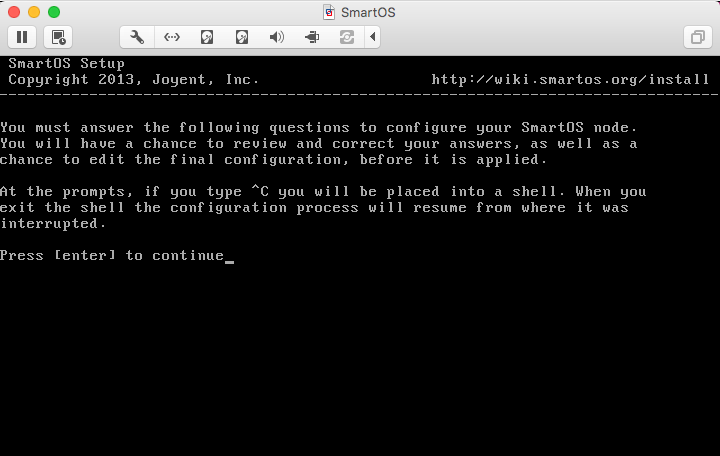 SmartOS
SmartOS Setup
Copyright 2013, Joyent, Inc. http://wiki.smartos.org/install
--------------------------------------------------------------------------------
You must answer the following questions to configure your SmartOS node.
You will have a chance to review and correct your answers, as well as a
chance to edit the final configuration, before it is applied.
At the prompts, if you type ^C you will be placed into a shell. When you
exit the shell the configuration process will resume from where it was
interrupted.
Press [enter] to continue_